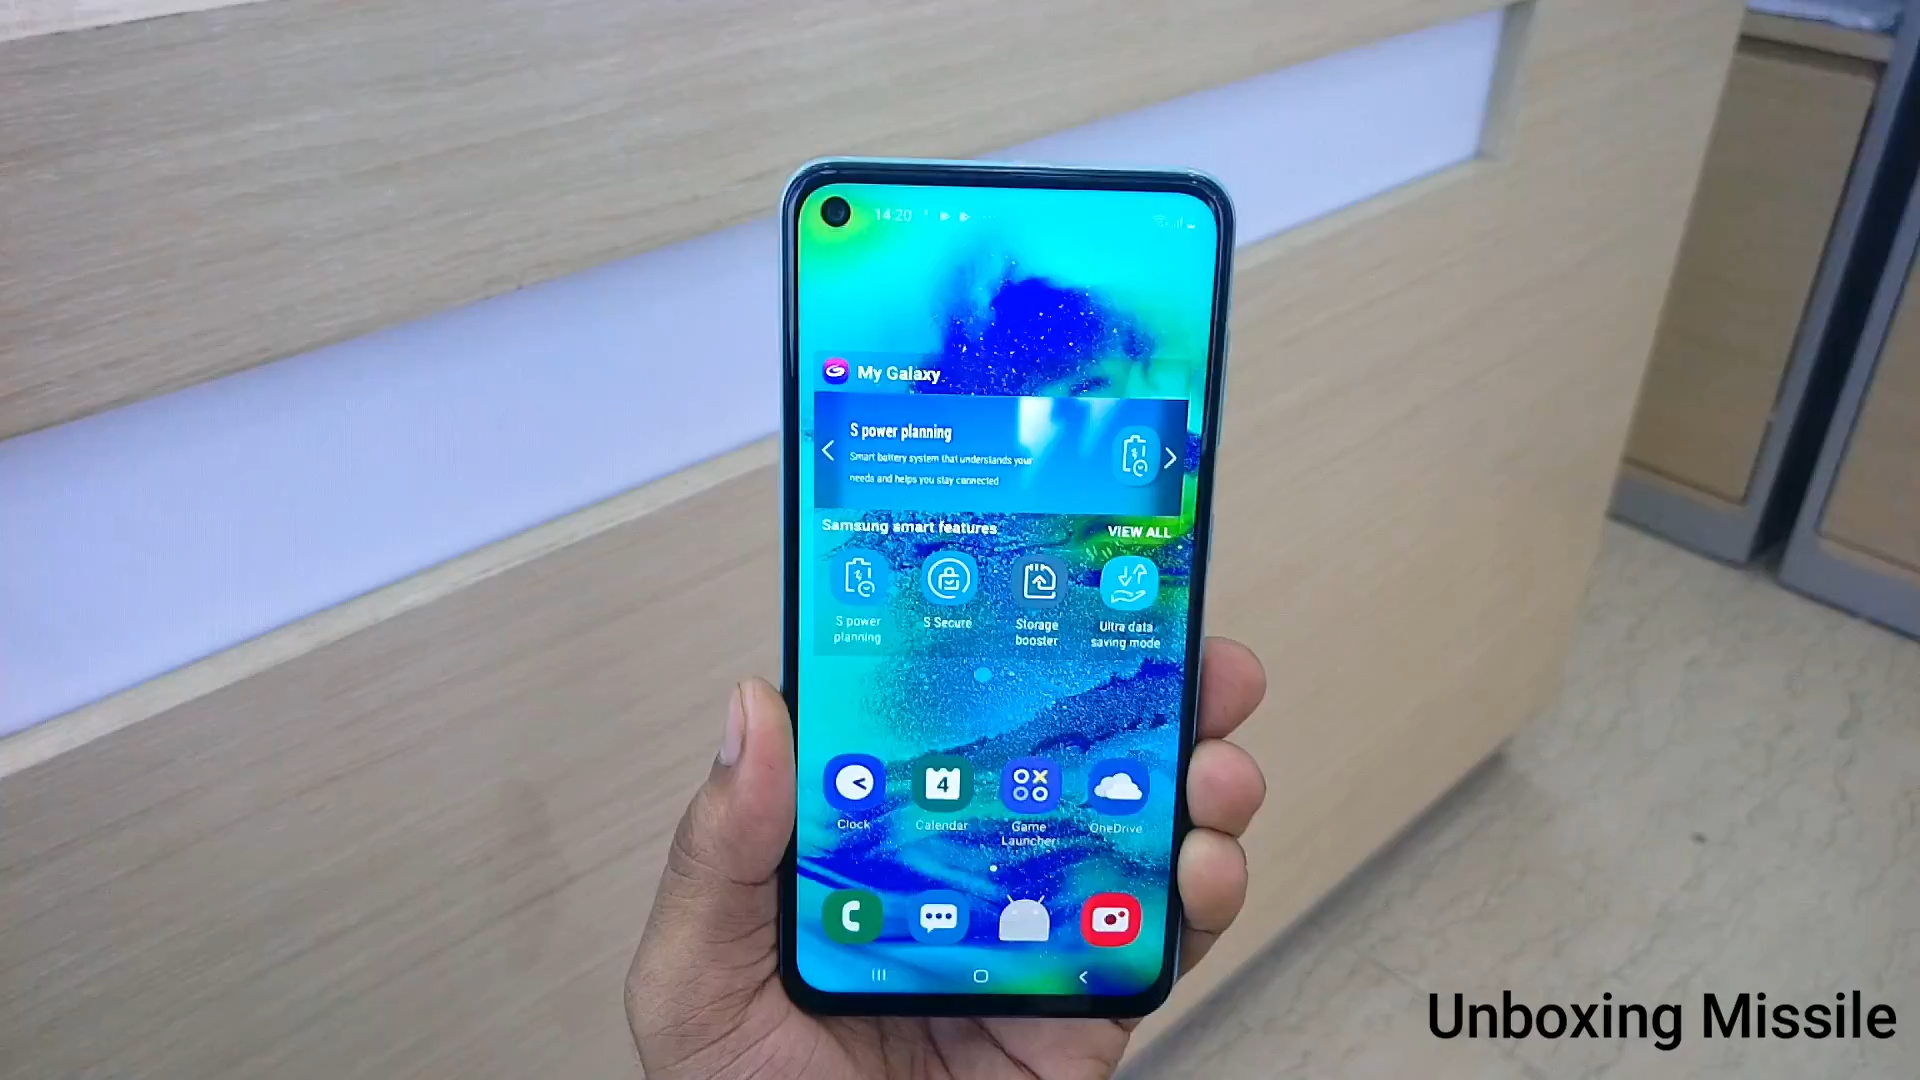 14:20
My Galaxy
S power planning
Smart battery system that understands your
needs and helps you stay connected
Samsung smart features
VIEW ALL
S power
planning
S Secure
Storage
booster
Ultra data
saving mode
4
Clock
Calendar
Game
Launcher
OneDrive
Unboxing Missile